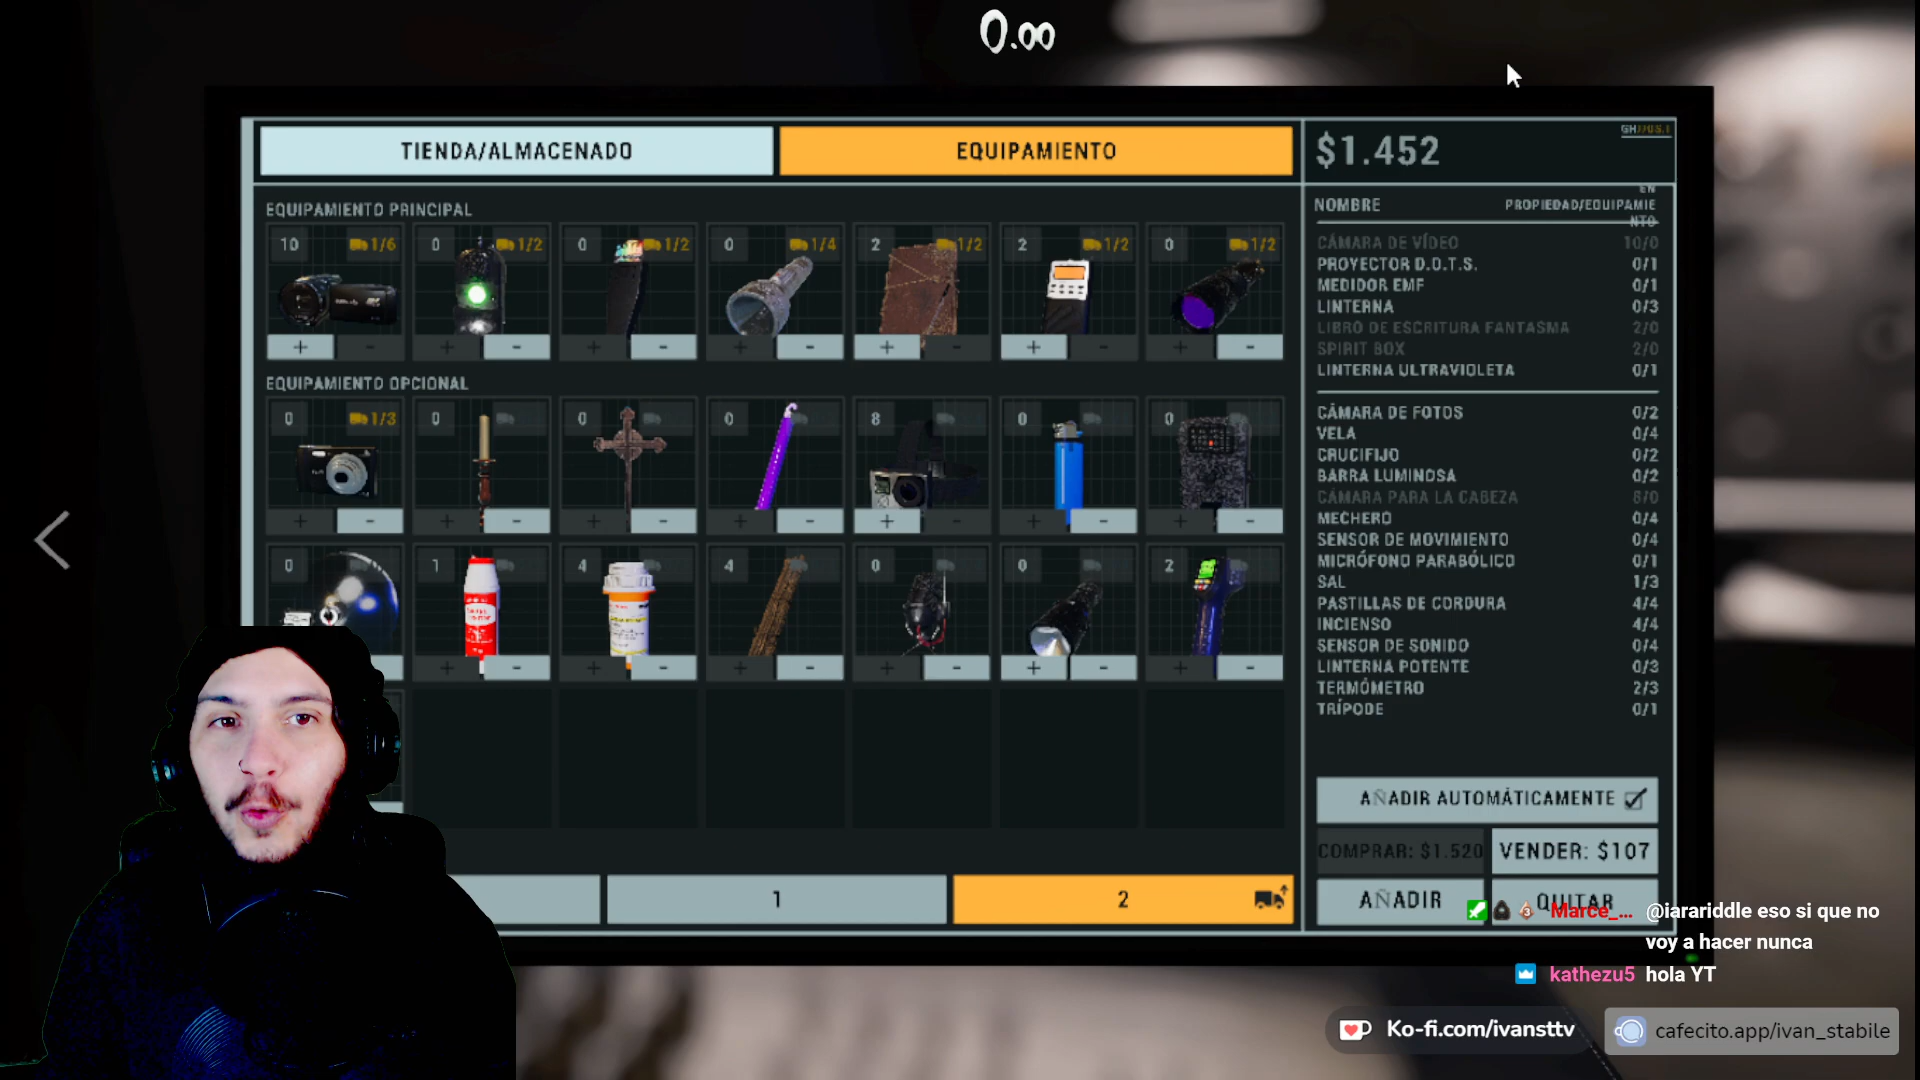 0.00
TIENDA/ALMACENADO
EQUIPAMIENTO
$1.452
EQUIPAMIENTO PRINCIPAL
10 1/6 0 1/2 0 1/2 0 1/4 2 1/2 2 1/2 0 1/2
+ - + - + - + - + - + - + -
EQUIPAMIENTO OPCIONAL
0 1/3 0 0 0 8 0 0
+ - + - + - + - + - + - + -
0 1 4 4 0 0 2
+ - + - + - + - + - + -
1
2
EN
NOMBRE PROPIEDAD/EQUIPAMIE
NTO
CÁMARA DE VÍDEO 10/0
PROYECTOR D.O.T.S. 0/1
MEDIDOR EMF 0/1
LINTERNA 0/3
LIBRO DE ESCRITURA FANTASMA 2/0
SPIRIT BOX 2/0
LINTERNA ULTRAVIOLETA 0/1
CÁMARA DE FOTOS 0/2
VELA 0/4
CRUCIFIJO 0/2
BARRA LUMINOSA 0/2
CÁMARA PARA LA CABEZA 8/0
MECHERO 0/4
SENSOR DE MOVIMIENTO 0/4
MICRÓFONO PARABÓLICO 0/1
SAL 1/3
PASTILLAS DE CORDURA 4/4
INCIENSO 4/4
SENSOR DE SONIDO 0/4
LINTERNA POTENTE 0/3
TERMÓMETRO 2/3
TRÍPODE 0/1
AÑADIR AUTOMÁTICAMENTE
COMPRAR: $1.520
VENDER: $107
AÑADIR
QUITAR
Marce_... @iarariddle eso si que no
voy a hacer nunca
kathezu5 hola YT
Ko-fi.com/ivansttv
cafecito.app/ivan_stabile